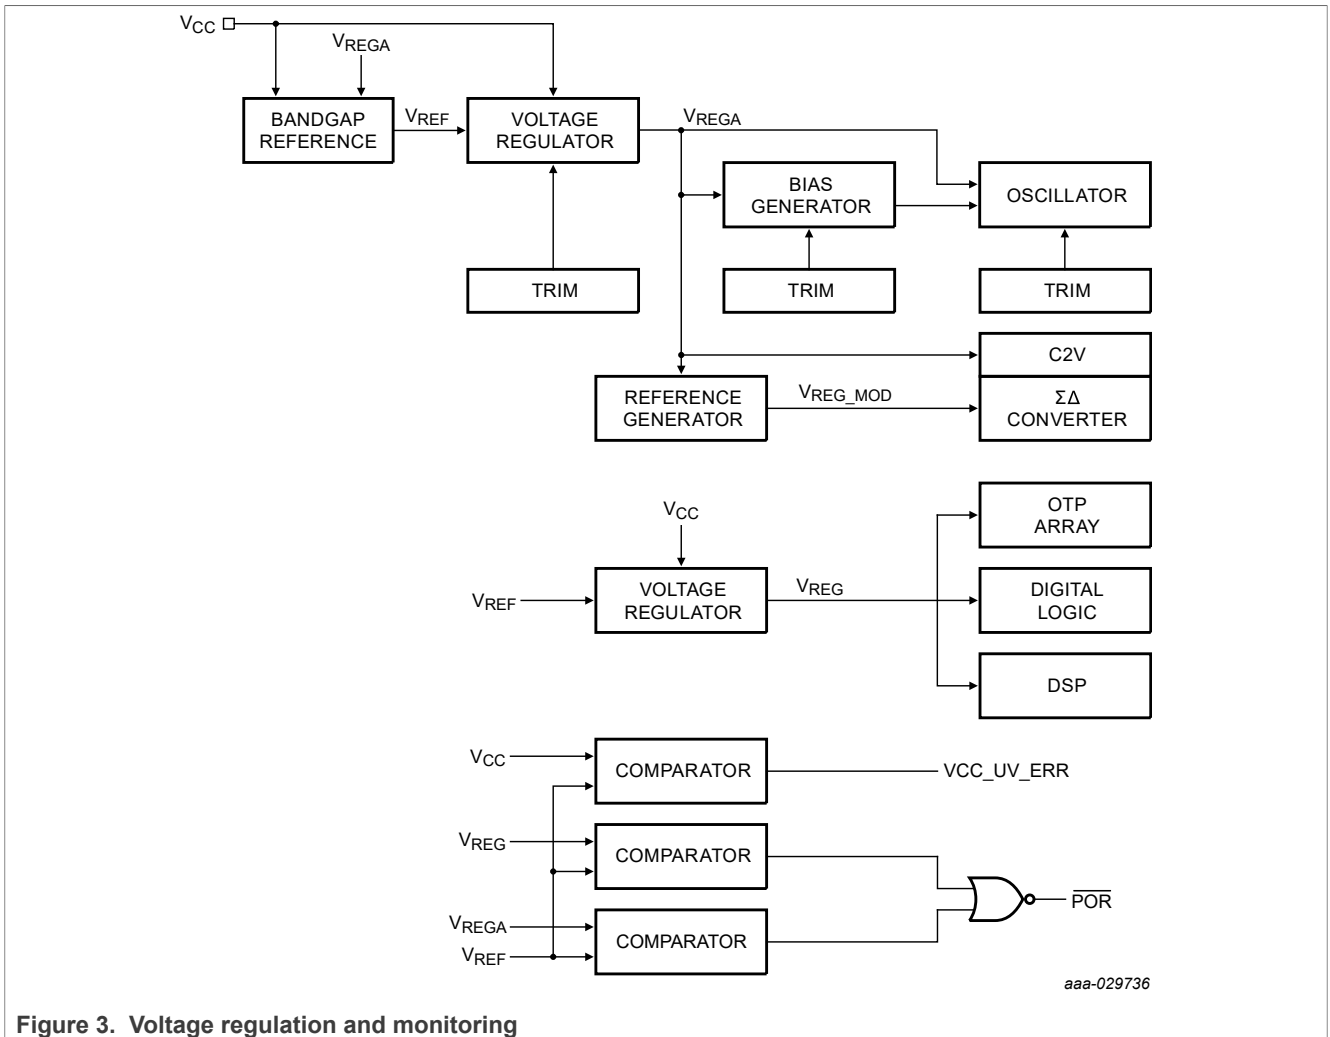 VCC
VREGA
BANDGAP
REFERENCE
VREF
VOLTAGE
REGULATOR
VREGA
BIAS
GENERATOR
OSCILLATOR
TRIM
TRIM
TRIM
C2V
REFERENCE
GENERATOR
VREG_MOD
ΣΔ
CONVERTER
OTP
ARRAY
VCC
VREF
VOLTAGE
REGULATOR
VREG
DIGITAL
LOGIC
DSP
VCC
COMPARATOR
VCC_UV_ERR
VREG
COMPARATOR
POR
VREGA
VREF
COMPARATOR
aaa-029736
Figure 3. Voltage regulation and monitoring